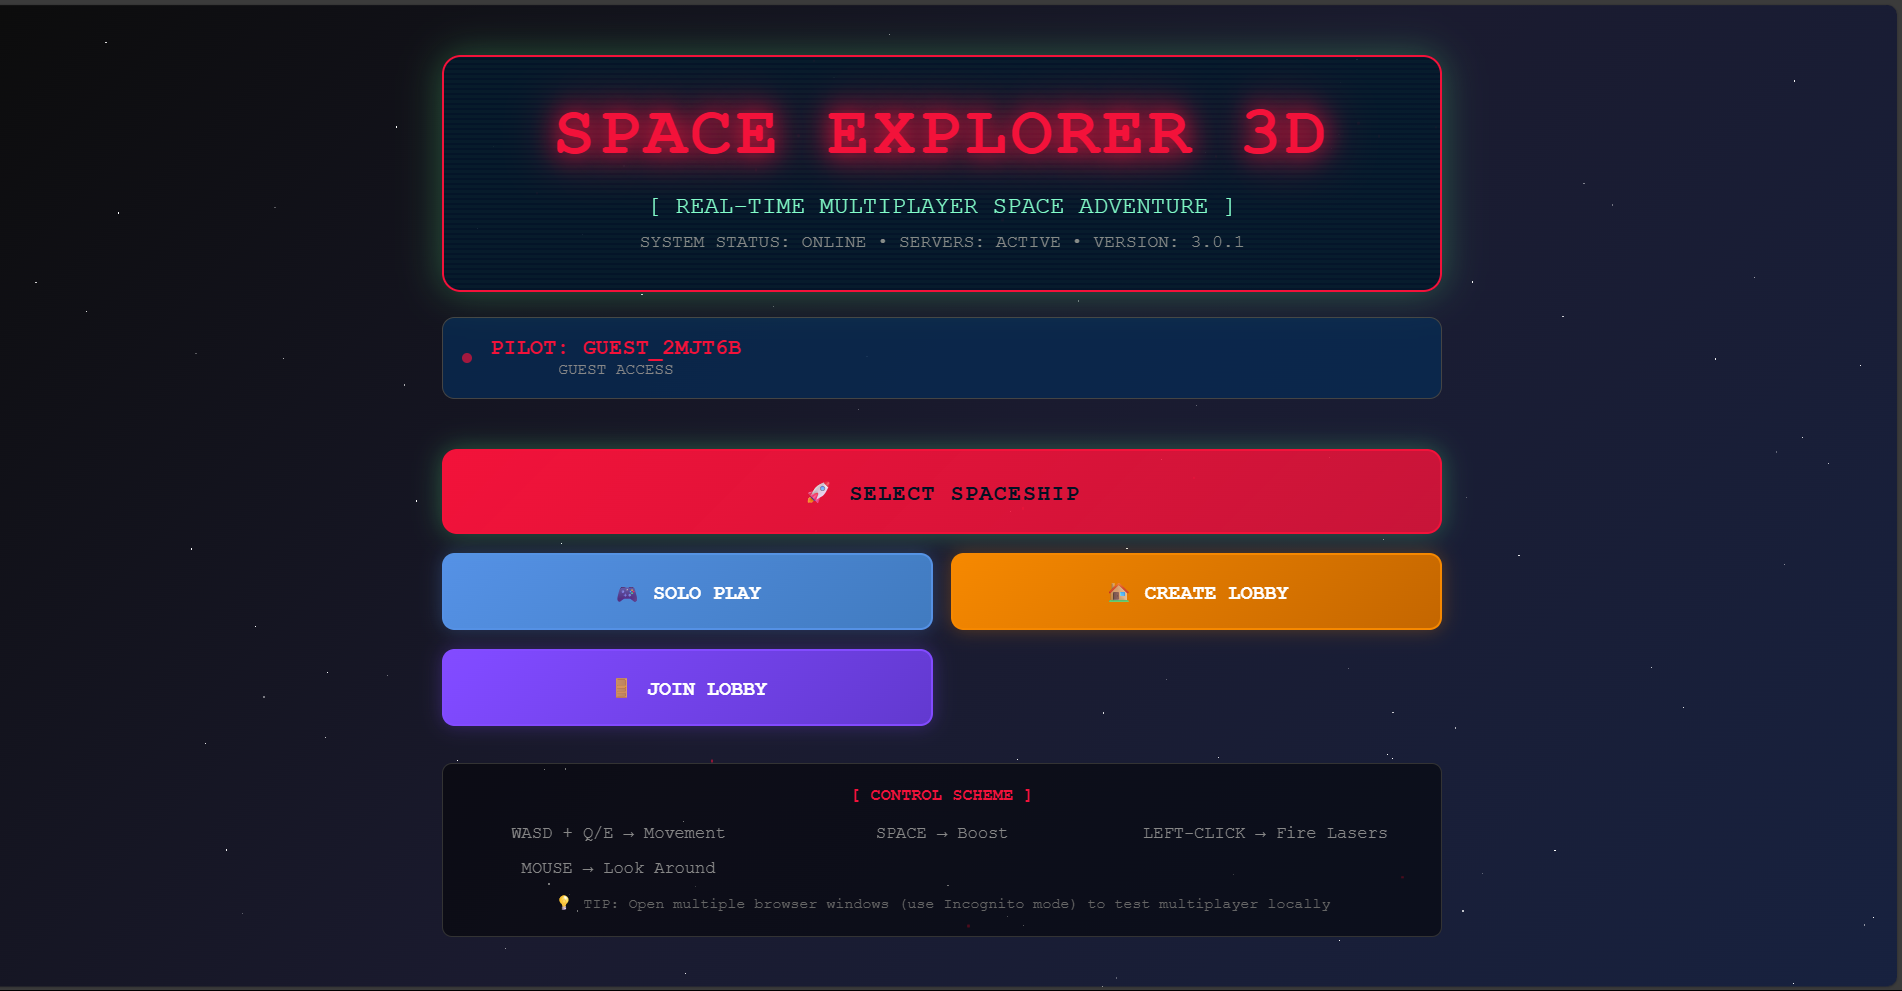 SPACE EXPLORER 3D
[ REAL-TIME MULTIPLAYER SPACE ADVENTURE ]
SYSTEM STATUS: ONLINE • SERVERS: ACTIVE • VERSION: 3.0.1
PILOT: GUEST_2MJT6B
GUEST ACCESS
🚀 SELECT SPACESHIP
🎮 SOLO PLAY
🏠 CREATE LOBBY
🚪 JOIN LOBBY
[ CONTROL SCHEME ]
WASD + Q/E → Movement
SPACE → Boost
LEFT-CLICK → Fire Lasers
MOUSE → Look Around
💡 TIP: Open multiple browser windows (use Incognito mode) to test multiplayer locally